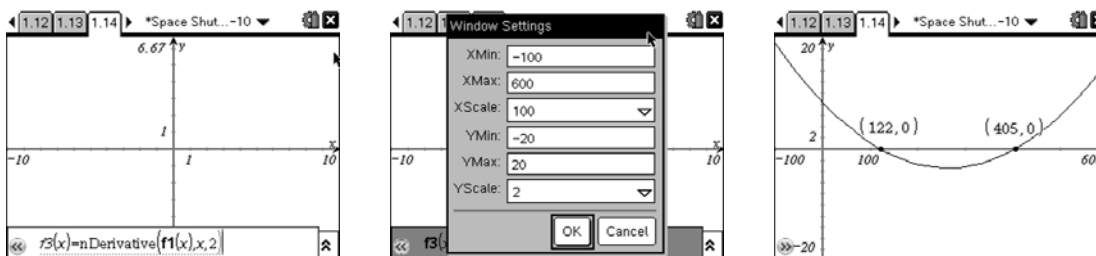 1.12 1.13 1.14 *Space Shut...-10
6.67 y
1
x
-10 1 10
f3(x)=nDerivative(f1(x),x,2)
1.12
Window Settings
XMin: -100
XMax: 600
XScale: 100
YMin: -20
YMax: 20
YScale: 2
-10
x
10
f3(x
OK Cancel
1.12 1.13 1.14 *Space Shut...-10
20 y
(122,0) (405,0)
2
x
-100 100 60
-20